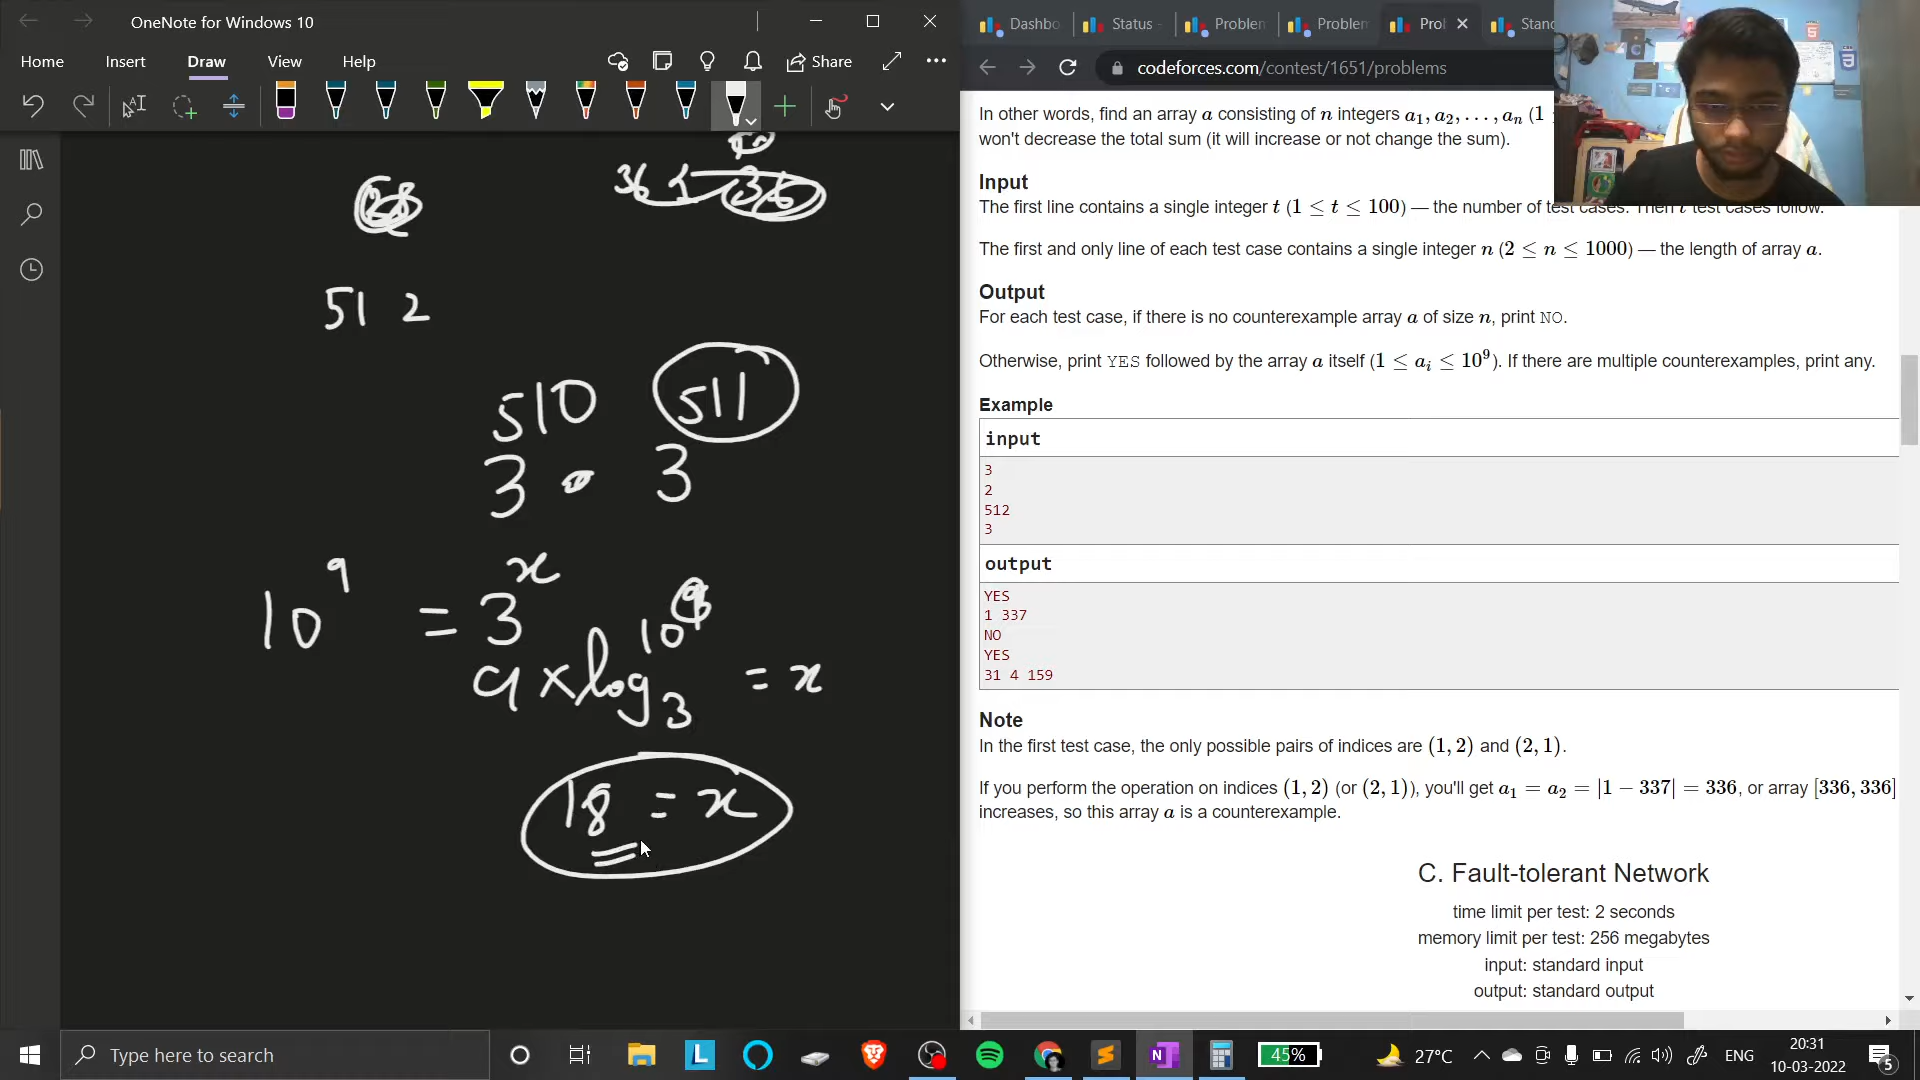 OneNote for Windows 10
Home Insert Draw View Help Share
36 1 36
28
51 2
510 511
3 3
10^9 = 3^x
9 × log_3 10 = x
18 = x
Dashbo
Status -
Problem
Problem
Pro
Stand
codeforces.com/contest/1651/problems
In other words, find an array a consisting of n integers a1, a2, …, an (1
won't decrease the total sum (it will increase or not change the sum).
Input
The first line contains a single integer t (1 ≤ t ≤ 100) — the number of test cases. Then t test cases follow.
The first and only line of each test case contains a single integer n (2 ≤ n ≤ 1000) — the length of array a.
Output
For each test case, if there is no counterexample array a of size n, print NO.
Otherwise, print YES followed by the array a itself (1 ≤ ai ≤ 10^9). If there are multiple counterexamples, print any.
Example
input
3
2
512
3
output
YES
1 337
NO
YES
31 4 159
Note
In the first test case, the only possible pairs of indices are (1, 2) and (2, 1).
If you perform the operation on indices (1, 2) (or (2, 1)), you'll get a1 = a2 = |1 − 337| = 336, or array [336, 336]
increases, so this array a is a counterexample.
C. Fault-tolerant Network
time limit per test: 2 seconds
memory limit per test: 256 megabytes
input: standard input
output: standard output
Type here to search
45%
27°C
ENG
20:31
10-03-2022
5